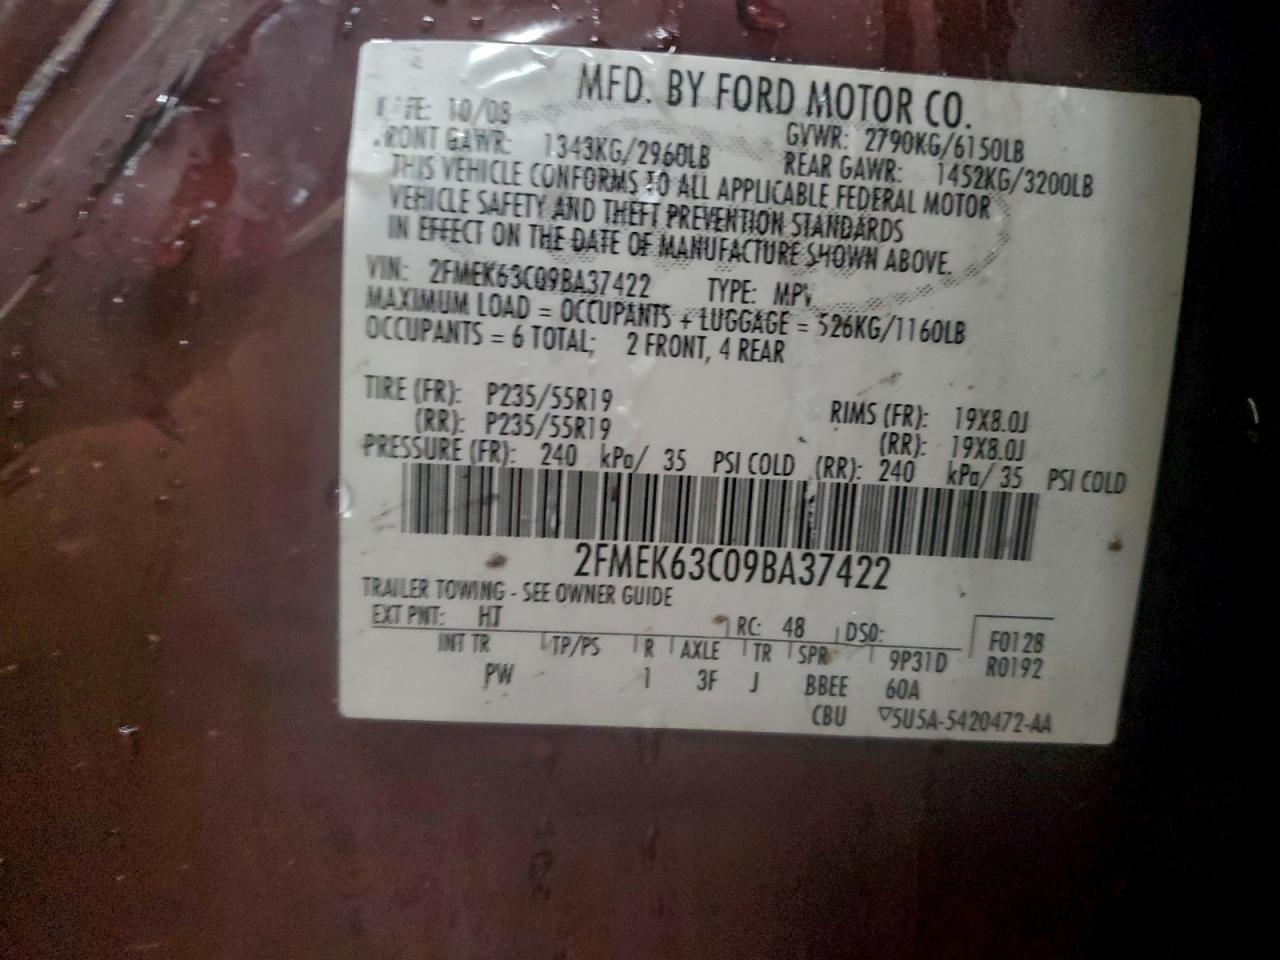 MFD. BY FORD MOTOR CO.
DATE: 10/08 GVWR: 2790KG/6150LB
FRONT GAWR: 1343KG/2960LB REAR GAWR: 1452KG/3200LB
THIS VEHICLE CONFORMS TO ALL APPLICABLE FEDERAL MOTOR
VEHICLE SAFETY AND THEFT PREVENTION STANDARDS
IN EFFECT ON THE DATE OF MANUFACTURE SHOWN ABOVE.
VIN: 2FMEK63C09BA37422 TYPE: MPV
MAXIMUM LOAD = OCCUPANTS + LUGGAGE = 526KG/1160LB
OCCUPANTS = 6 TOTAL; 2 FRONT, 4 REAR
TIRE (FR): P235/55R19 RIMS (FR): 19X8.0J
(RR): P235/55R19 (RR): 19X8.0J
PRESSURE (FR): 240 kPa/ 35 PSI COLD (RR): 240 kPa/ 35 PSI COLD
2FMEK63C09BA37422
TRAILER TOWING - SEE OWNER GUIDE
EXT PNT: HT RC: 48 DSO: F0128
INT TR TP/PS R AXLE TR SPR 9P31D R0192
PW 1 3F J BBEE 60A
CBU ▽5U5A-5420472-AA